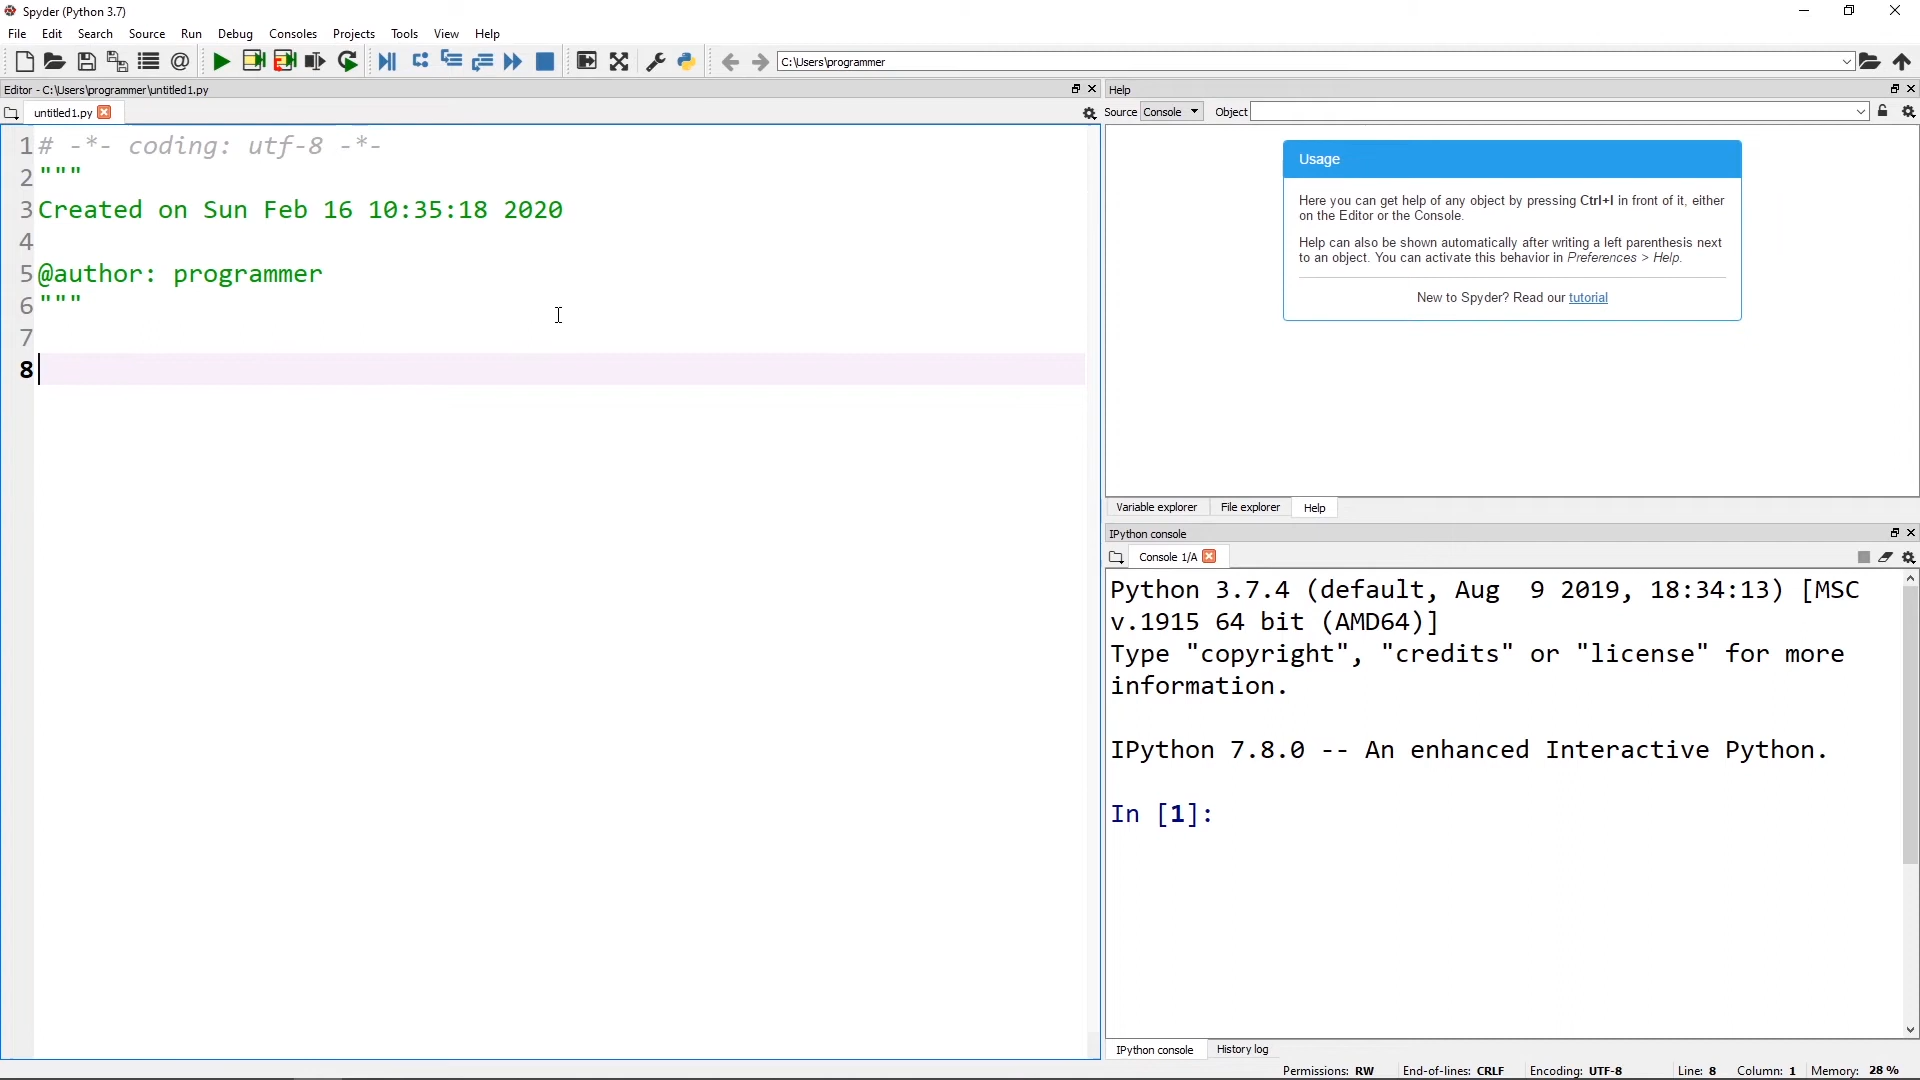 Spyder (Python 3.7)
File Edit Search Source Run Debug Consoles Projects Tools View Help
C:\Users\programmer
Editor - C:\Users\programmer\untitled1.py
untitled1.py
1 # -*- coding: utf-8 -*-
2 """
3 Created on Sun Feb 16 10:35:18 2020
4
5 @author: programmer
6 """
7
8
Help
Source Console Object
Usage
Here you can get help of any object by pressing Ctrl+I in front of it, either
on the Editor or the Console.
Help can also be shown automatically after writing a left parenthesis next
to an object. You can activate this behavior in Preferences > Help.
New to Spyder? Read our tutorial
Variable explorer File explorer Help
IPython console
Console 1/A
Python 3.7.4 (default, Aug  9 2019, 18:34:13) [MSC
v.1915 64 bit (AMD64)]
Type "copyright", "credits" or "license" for more
information.
IPython 7.8.0 -- An enhanced Interactive Python.
In [1]:
IPython console History log
Permissions: RW End-of-lines: CRLF Encoding: UTF-8 Line: 8 Column: 1 Memory: 28 %